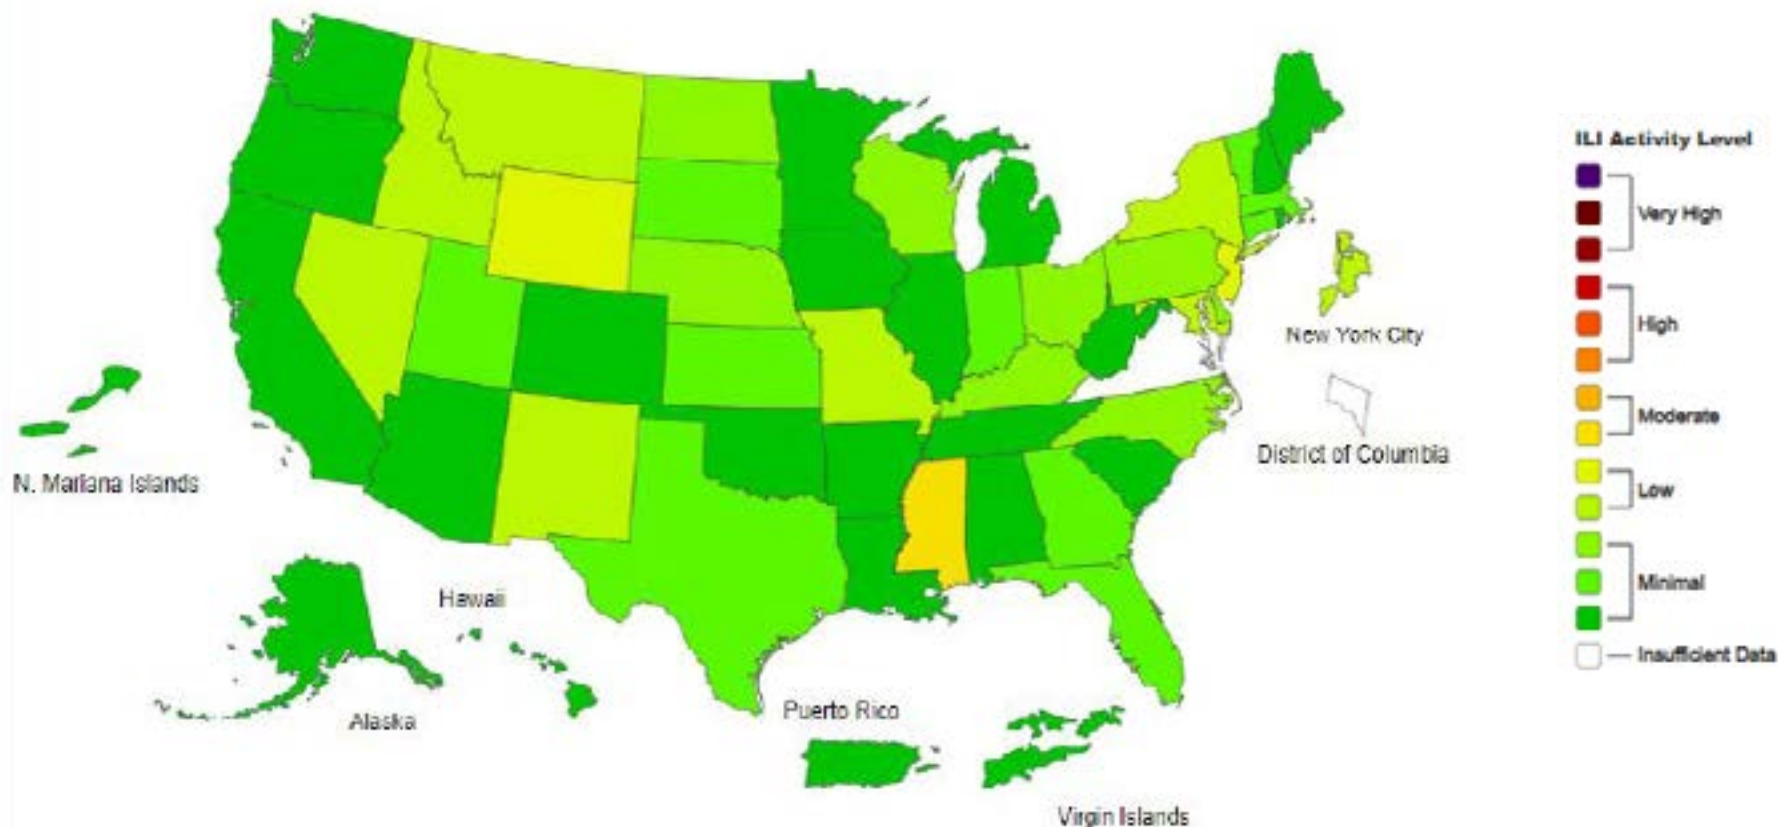 ILI Activity Level
Very High
High
Moderate
Low
Minimal
Insufficient Data
New York City
District of Columbia
N. Mariana Islands
Hawaii
Alaska
Puerto Rico
Virgin Islands